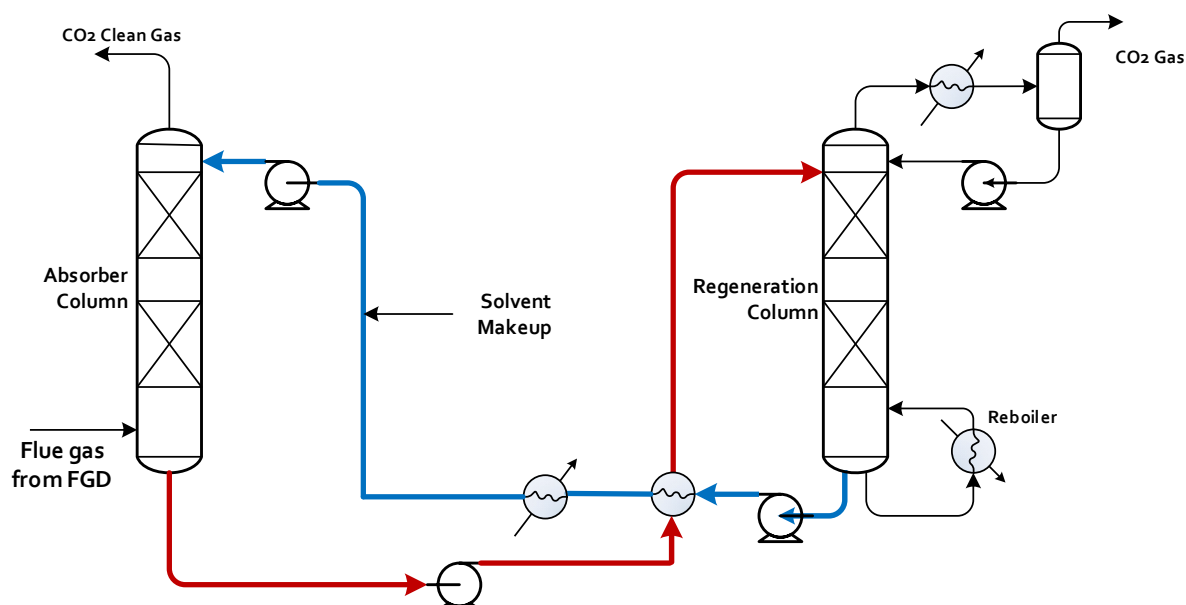 CO2 Clean Gas
CO2 Gas
Absorber
Column
Solvent
Makeup
Regeneration
Column
Reboiler
Flue gas
from FGD